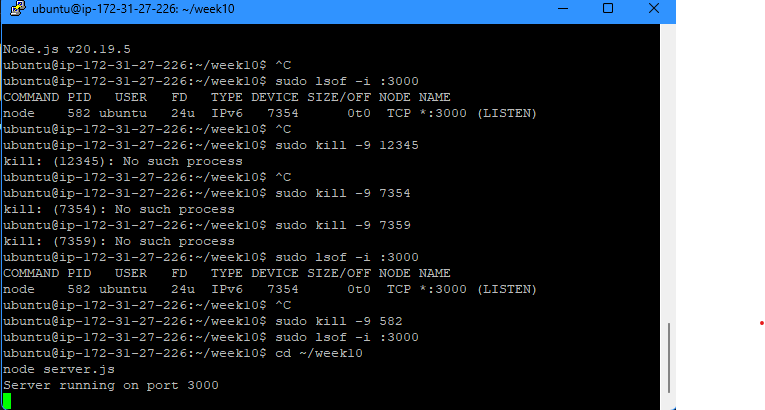 ubuntu@ip-172-31-27-226: ~/week10
Node.js v20.19.5
ubuntu@ip-172-31-27-226:~/week10$ ^C
ubuntu@ip-172-31-27-226:~/week10$ sudo lsof -i :3000
COMMAND PID   USER   FD   TYPE DEVICE SIZE/OFF NODE NAME
node    582 ubuntu   24u  IPv6   7354      0t0  TCP *:3000 (LISTEN)
ubuntu@ip-172-31-27-226:~/week10$ ^C
ubuntu@ip-172-31-27-226:~/week10$ sudo kill -9 12345
kill: (12345): No such process
ubuntu@ip-172-31-27-226:~/week10$ ^C
ubuntu@ip-172-31-27-226:~/week10$ sudo kill -9 7354
kill: (7354): No such process
ubuntu@ip-172-31-27-226:~/week10$ sudo kill -9 7359
kill: (7359): No such process
ubuntu@ip-172-31-27-226:~/week10$ sudo lsof -i :3000
COMMAND PID   USER   FD   TYPE DEVICE SIZE/OFF NODE NAME
node    582 ubuntu   24u  IPv6   7354      0t0  TCP *:3000 (LISTEN)
ubuntu@ip-172-31-27-226:~/week10$ ^C
ubuntu@ip-172-31-27-226:~/week10$ sudo kill -9 582
ubuntu@ip-172-31-27-226:~/week10$ sudo lsof -i :3000
ubuntu@ip-172-31-27-226:~/week10$ cd ~/week10
node server.js
Server running on port 3000